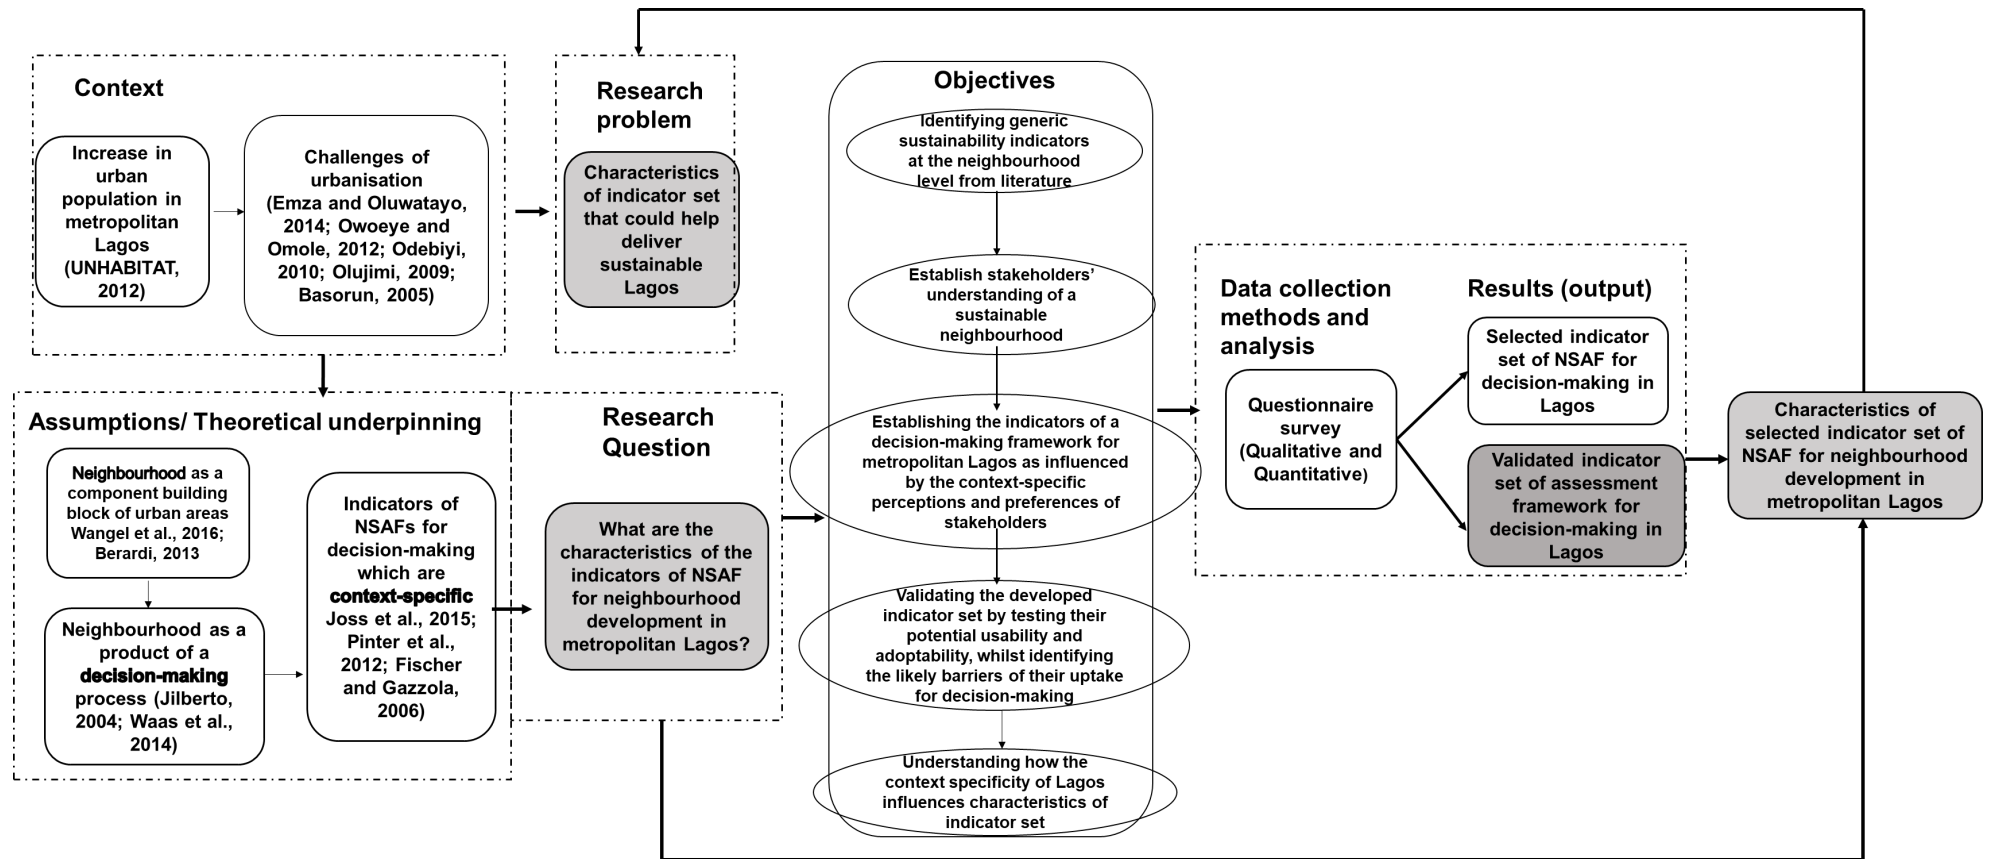 Context
Increase in
urban
population in
metropolitan
Lagos
(UNHABITAT,
2012)
Challenges of
urbanisation
(Emza and Oluwatayo,
2014; Owoeye and
Omole, 2012; Odebiyi,
2010; Olujimi, 2009;
Basorun, 2005)
Research
problem
Characteristics
of indicator set
that could help
deliver
sustainable
Lagos
Assumptions/ Theoretical underpinning
Neighbourhood as a
component building
block of urban areas
Wangel et al., 2016;
Berardi, 2013
Neighbourhood as a
product of a
decision-making
process (Jilberto,
2004; Waas et al.,
2014)
Indicators of
NSAFs for
decision-making
which are
context-specific
Joss et al., 2015;
Pinter et al.,
2012; Fischer
and Gazzola,
2006)
Research
Question
What are the
characteristics of the
indicators of NSAF
for neighbourhood
development in
metropolitan Lagos?
Objectives
Identifying generic
sustainability indicators
at the neighbourhood
level from literature
Establish stakeholders’
understanding of a
sustainable
neighbourhood
Establishing the indicators of a
decision-making framework for
metropolitan Lagos as influenced
by the context-specific
perceptions and preferences of
stakeholders
Validating the developed
indicator set by testing their
potential usability and
adoptability, whilst identifying
the likely barriers of their uptake
for decision-making
Understanding how the
context specificity of Lagos
influences characteristics of
indicator set
Data collection
methods and
analysis
Questionnaire
survey
(Qualitative and
Quantitative)
Results (output)
Selected indicator
set of NSAF for
decision-making in
Lagos
Validated indicator
set of assessment
framework for
decision-making in
Lagos
Characteristics of
selected indicator set of
NSAF for neighbourhood
development in
metropolitan Lagos